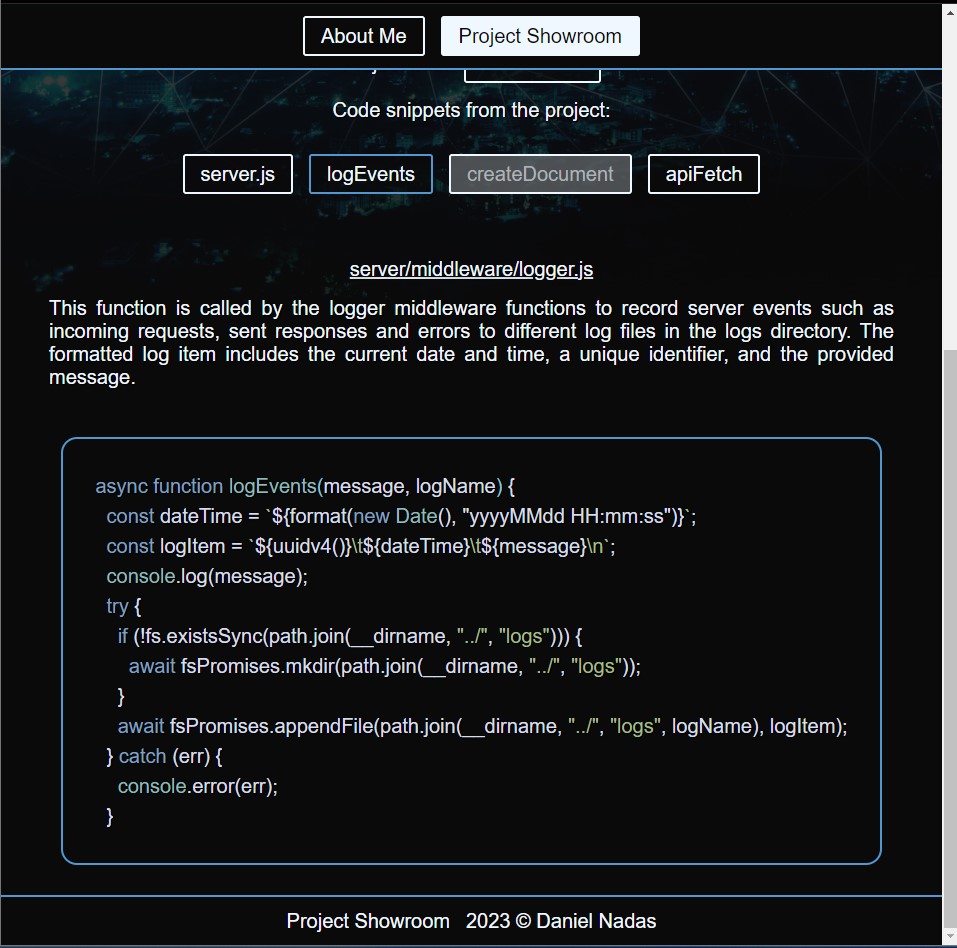 About Me Project Showroom
Code snippets from the project:
server.js logEvents createDocument apiFetch
server/middleware/logger.js
This function is called by the logger middleware functions to record server events such as
incoming requests, sent responses and errors to different log files in the logs directory. The
formatted log item includes the current date and time, a unique identifier, and the provided
message.
async function logEvents(message, logName) {
const dateTime = `${format(new Date(), "yyyyMMdd HH:mm:ss")}`;
const logItem = `${uuidv4()}\t${dateTime}\t${message}\n`;
console.log(message);
try {
if (!fs.existsSync(path.join(__dirname, "../", "logs"))) {
await fsPromises.mkdir(path.join(__dirname, "../", "logs"));
}
await fsPromises.appendFile(path.join(__dirname, "../", "logs", logName), logItem);
} catch (err) {
console.error(err);
}
Project Showroom 2023 © Daniel Nadas